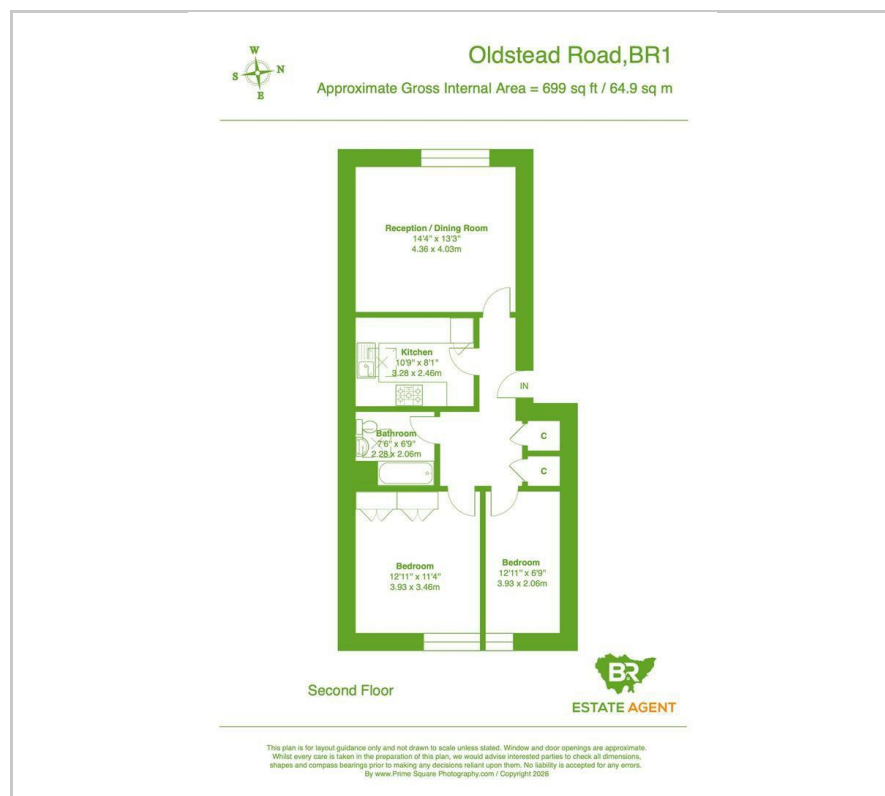 W
S N
E
Oldstead Road,BR1
Approximate Gross Internal Area = 699 sq ft / 64.9 sq m
Reception / Dining Room
14'4" x 13'3"
4.36 x 4.03m
Kitchen
10'9" x 8'1"
3.28 x 2.46m
IN
Bathroom
7'6" x 6'9"
2.28 x 2.06m
C
C
Bedroom
12'11" x 11'4"
3.93 x 3.46m
Bedroom
12'11" x 6'9"
3.93 x 2.06m
Second Floor
BR
ESTATE AGENT
This plan is for layout guidance only and not drawn to scale unless stated. Window and door openings are approximate.
Whilst every care is taken in the preparation of this plan, we would advise interested parties to check all dimensions,
shapes and compass bearings prior to making any decisions reliant upon them. No liability is accepted for any errors.
By www.Prime Square Photography.com / Copyright 2026